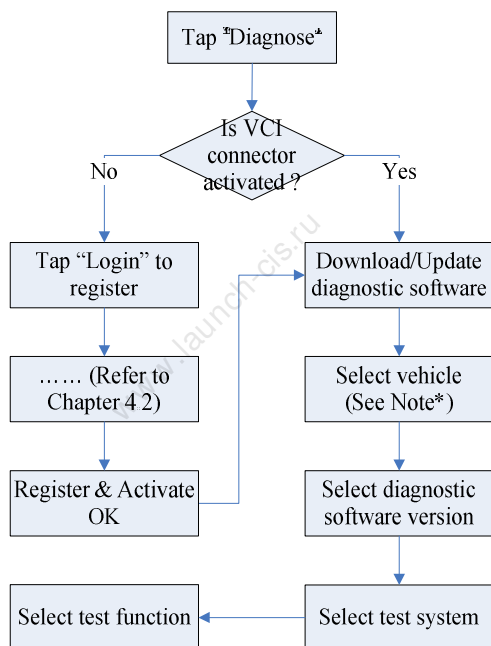 Tap "Diagnose"
Is VCI
connector
activated ?
No
Yes
Tap “Login” to
register
Download/Update
diagnostic software
…… (Refer to
Chapter 4 2)
Select vehicle
(See Note*)
Register & Activate
OK
Select diagnostic
software version
Select test function
Select test system
www.launch-cis.ru